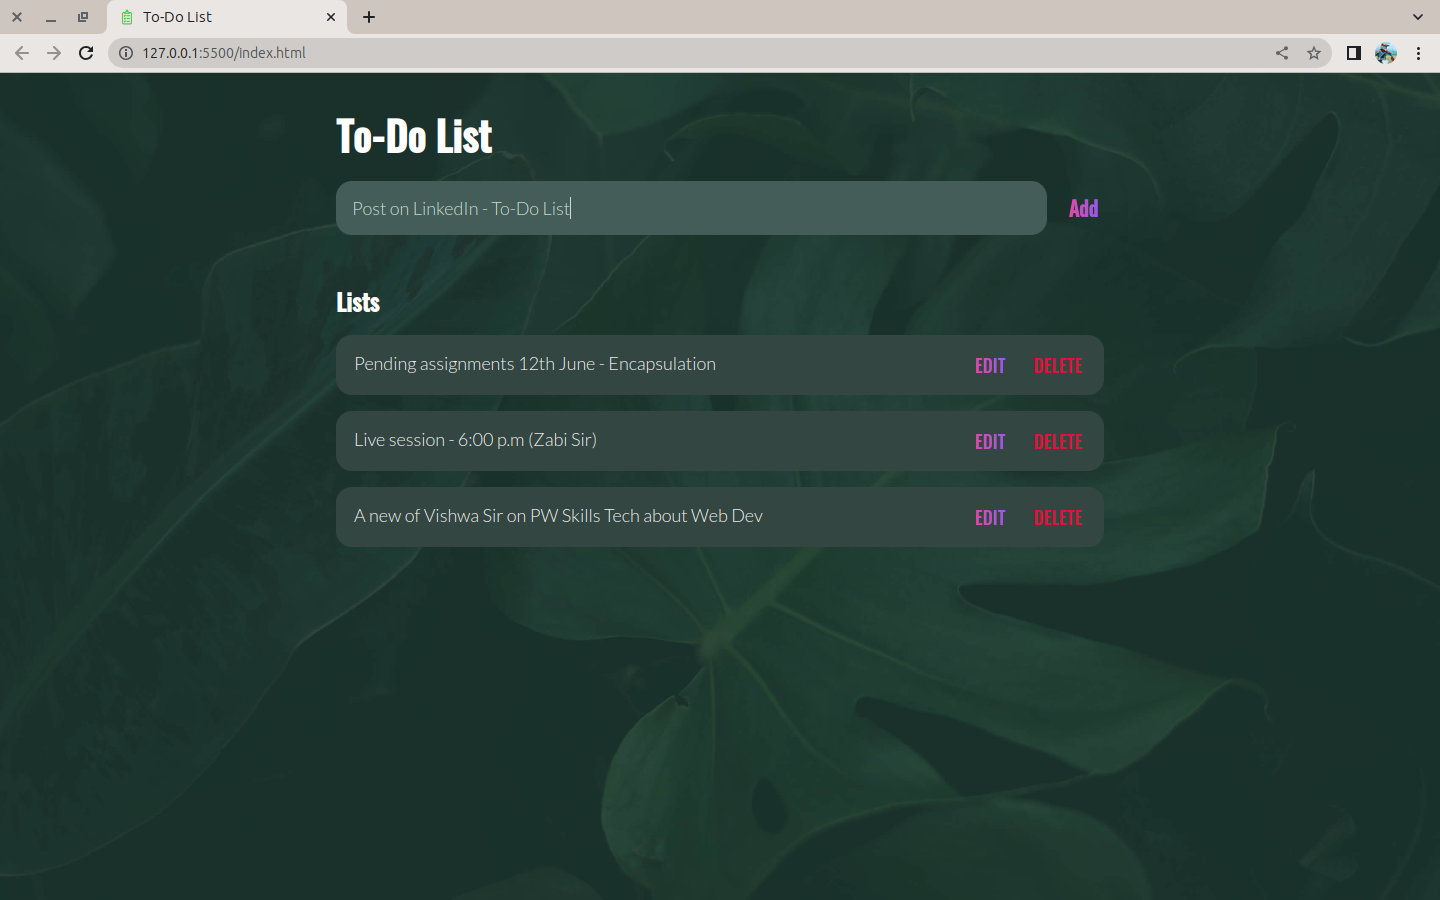 To-Do List
127.0.0.1:5500/index.html
To-Do List
Post on LinkedIn - To-Do List
Add
Lists
Pending assignments 12th June - Encapsulation EDIT DELETE
Live session - 6:00 p.m (Zabi Sir) EDIT DELETE
A new of Vishwa Sir on PW Skills Tech about Web Dev EDIT DELETE